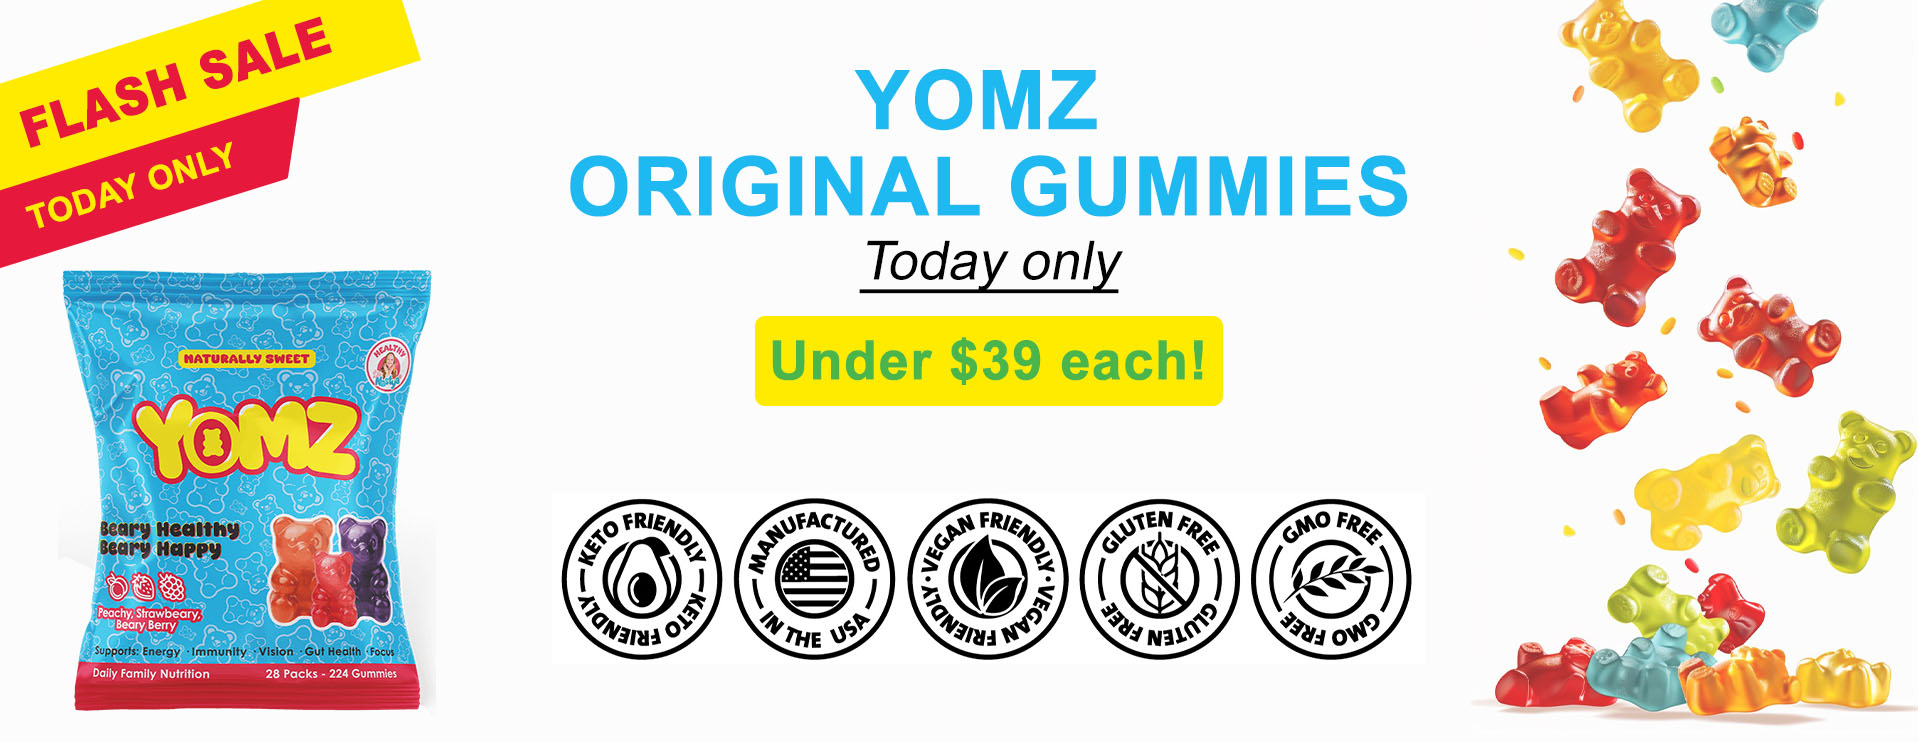 FLASH SALE
TODAY ONLY
YOMZ
ORIGINAL GUMMIES
Today only
Under $39 each!
NATURALLY SWEET
HEALTHY
YOMZ
Beary Healthy
Beary Happy
Peachy, Strawbeary,
Beary Berry
Supports: Energy · Immunity · Vision · Gut Health · Focus
Daily Family Nutrition
28 Packs - 224 Gummies
KETO FRIENDLY
KETO FRIENDLY
MANUFACTURED
IN THE USA
VEGAN FRIENDLY
VEGAN FRIENDLY
GLUTEN FREE
GLUTEN FREE
GMO FREE
GMO FREE